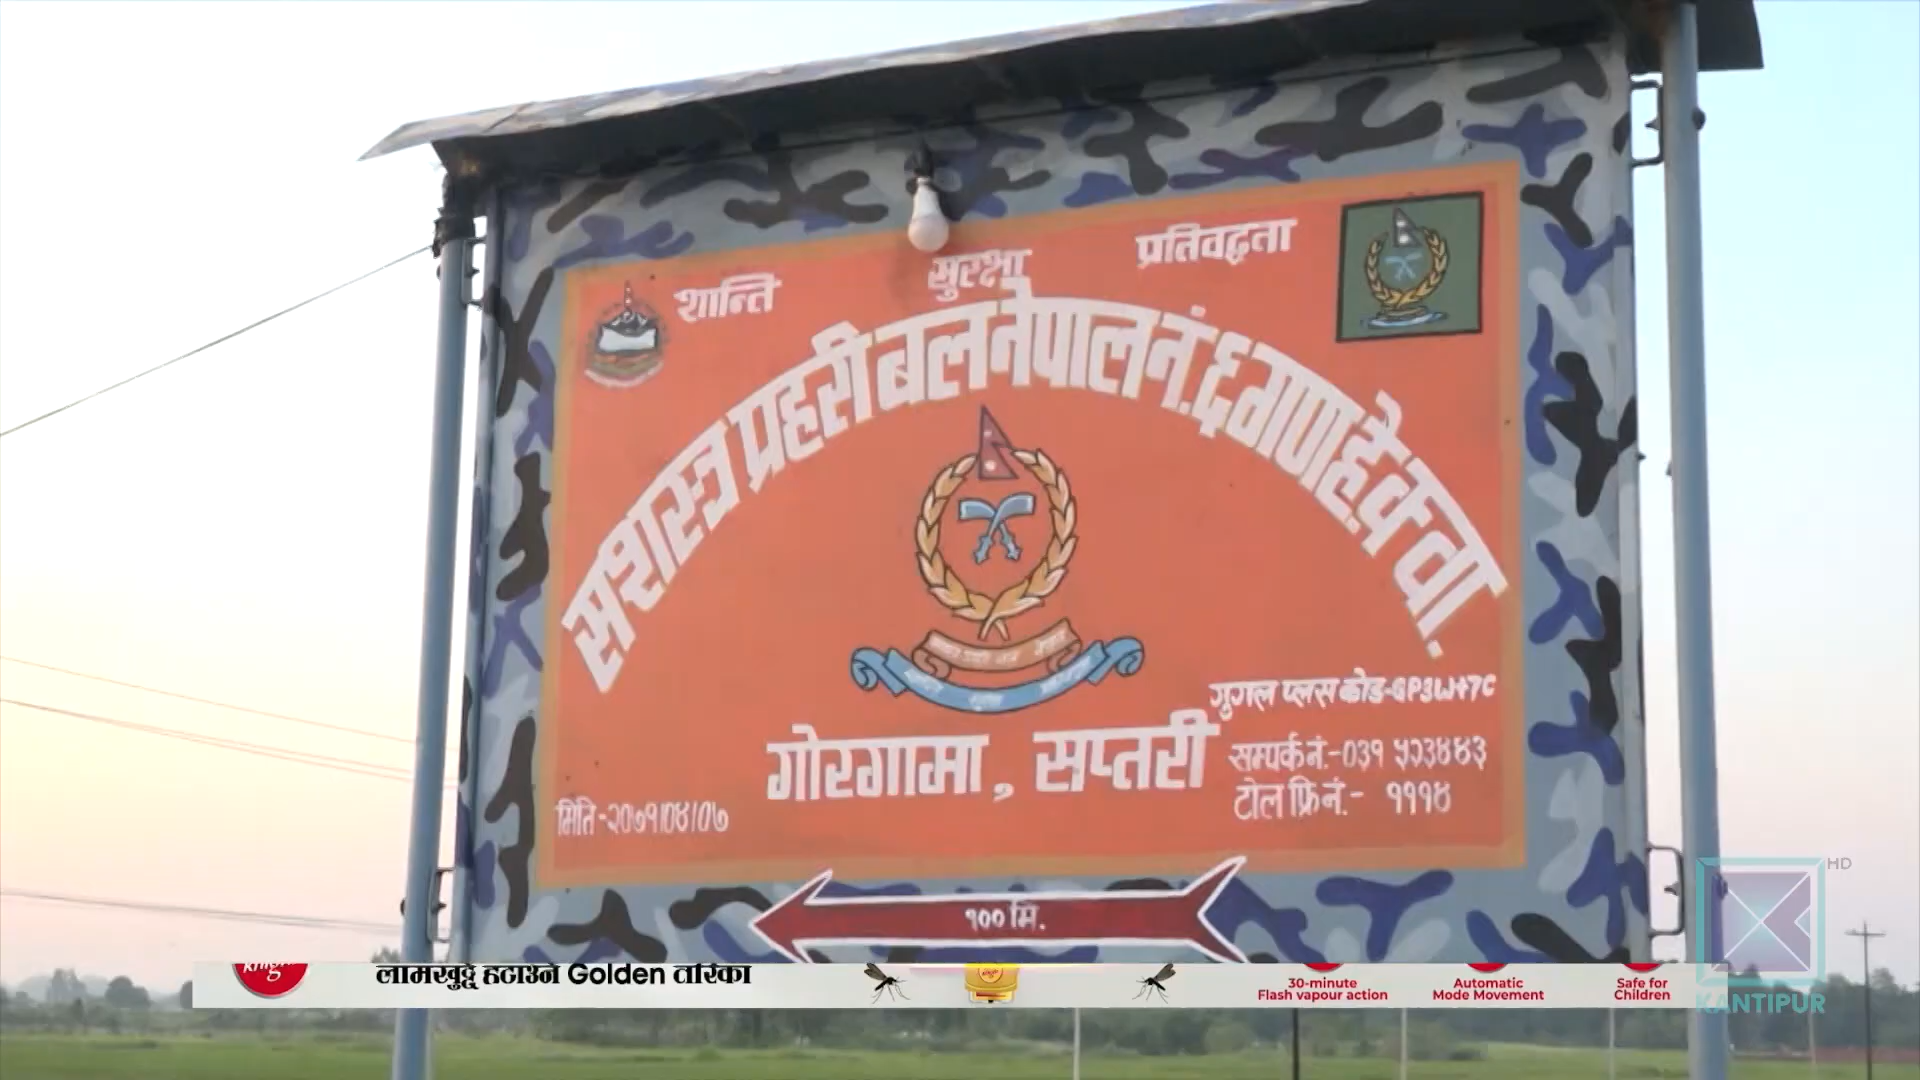 शान्ति सुरक्षा प्रतिवद्धता
सशस्त्र प्रहरी बल नेपाल नं. ६ गण हे.क्वा.
गुगल प्लस कोड-GP3W+7C
गोरगामा, सप्तरी
सम्पर्क नं.-०३१ ५२३४४३
टोल फ्रि नं.- १११४
मिति-२०७१।०४।०७
१०० मि.
लामखुट्टे हटाउने Golden तरिका
30-minute
Flash vapour action
Automatic
Mode Movement
Safe for
Children
HD
KANTIPUR